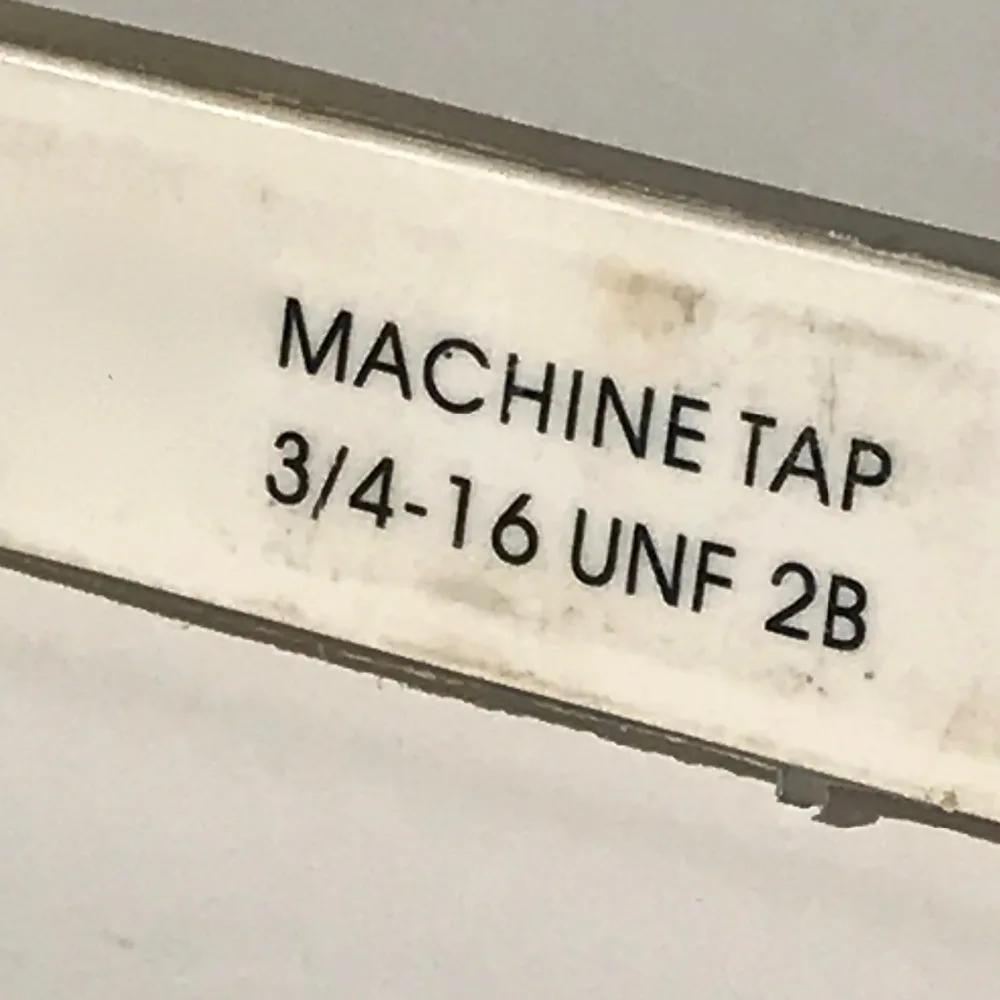 MACHINE TAP
3/4-16 UNF 2B